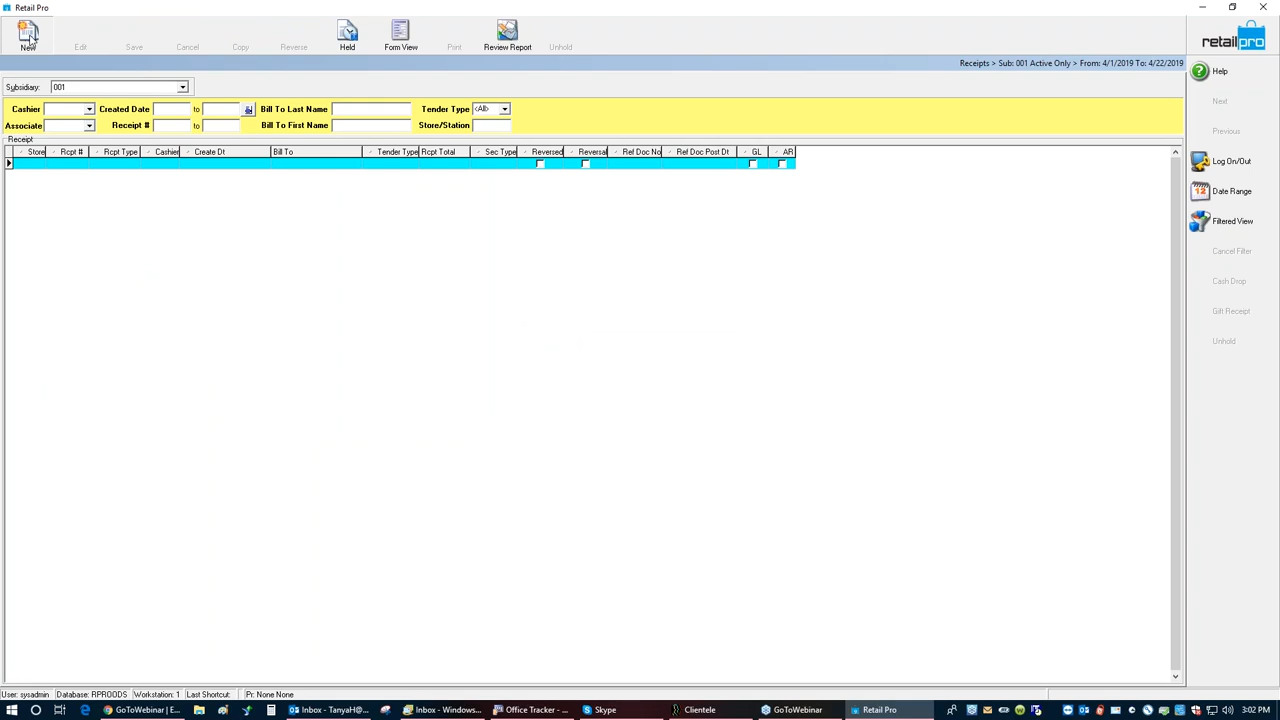 Retail Pro
New Edit Save Cancel Copy Reverse Held Form View Print Review Report Unhold
retailpro
Receipts > Sub: 001 Active Only > From: 4/1/2019 To: 4/22/2019
Subsidiary: 001
Cashier Created Date to Bill To Last Name Tender Type <All>
Associate Receipt # to Bill To First Name Store/Station
Receipt
Store Rcpt # Rcpt Type Cashier Create Dt Bill To Tender Type Rcpt Total Sec Type Reversed Reversal Ref Doc No Ref Doc Post Dt GL AR
Help
Next
Previous
Log On/Out
12 Date Range
Filtered View
Cancel Filter
Cash Drop
Gift Receipt
Unhold
User: sysadmin Database: RPROODS Workstation: 1 Last Shortcut: Pr: None None
GoToWebinar | E... Inbox - TanyaH@... Inbox - Windows... Office Tracker - ... Skype Clientele GoToWebinar Retail Pro 3:02 PM